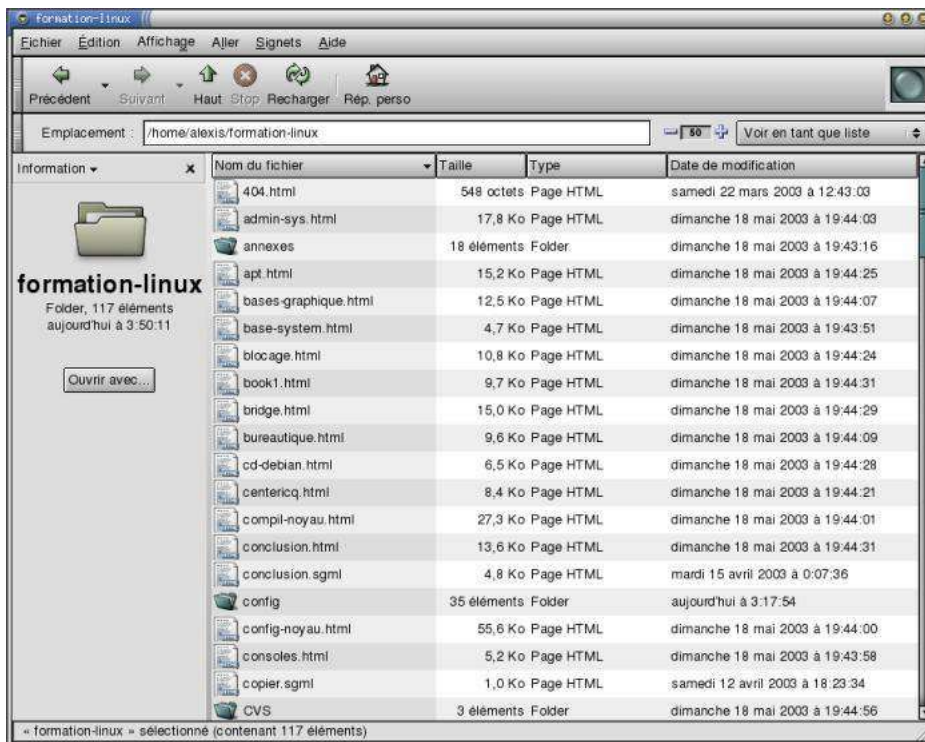 formation-linux
Fichier Édition Affichage Aller Signets Aide
Précédent Suivant Haut Stop Recharger Rép. perso
Emplacement : /home/alexis/formation-linux 50 Voir en tant que liste
Information Nom du fichier Taille Type Date de modification
404.html 548 octets Page HTML samedi 22 mars 2003 à 12:43:03
admin-sys.html 17,8 Ko Page HTML dimanche 18 mai 2003 à 19:44:03
annexes 18 éléments Folder dimanche 18 mai 2003 à 19:43:16
formation-linux
Folder, 117 éléments
aujourd'hui à 3:50:11
Ouvrir avec...
apt.html 15,2 Ko Page HTML dimanche 18 mai 2003 à 19:44:25
bases-graphique.html 12,5 Ko Page HTML dimanche 18 mai 2003 à 19:44:07
base-system.html 4,7 Ko Page HTML dimanche 18 mai 2003 à 19:43:51
blocage.html 10,8 Ko Page HTML dimanche 18 mai 2003 à 19:44:24
book1.html 9,7 Ko Page HTML dimanche 18 mai 2003 à 19:44:31
bridge.html 15,0 Ko Page HTML dimanche 18 mai 2003 à 19:44:29
bureautique.html 9,6 Ko Page HTML dimanche 18 mai 2003 à 19:44:09
cd-debian.html 6,5 Ko Page HTML dimanche 18 mai 2003 à 19:44:28
centericq.html 8,4 Ko Page HTML dimanche 18 mai 2003 à 19:44:21
compil-noyau.html 27,3 Ko Page HTML dimanche 18 mai 2003 à 19:44:01
conclusion.html 13,6 Ko Page HTML dimanche 18 mai 2003 à 19:44:31
conclusion.sgml 4,8 Ko Page HTML mardi 15 avril 2003 à 0:07:36
config 35 éléments Folder aujourd'hui à 3:17:54
config-noyau.html 55,6 Ko Page HTML dimanche 18 mai 2003 à 19:44:00
consoles.html 5,2 Ko Page HTML dimanche 18 mai 2003 à 19:43:58
copier.sgml 1,0 Ko Page HTML samedi 12 avril 2003 à 18:23:34
CVS 3 éléments Folder dimanche 18 mai 2003 à 19:44:56
« formation-linux » sélectionné (contenant 117 éléments)